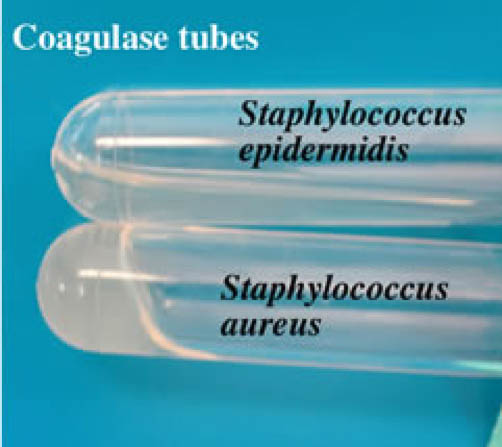 Coagulase tubes
Staphylococcus
epidermidis
Staphylococcus
aureus